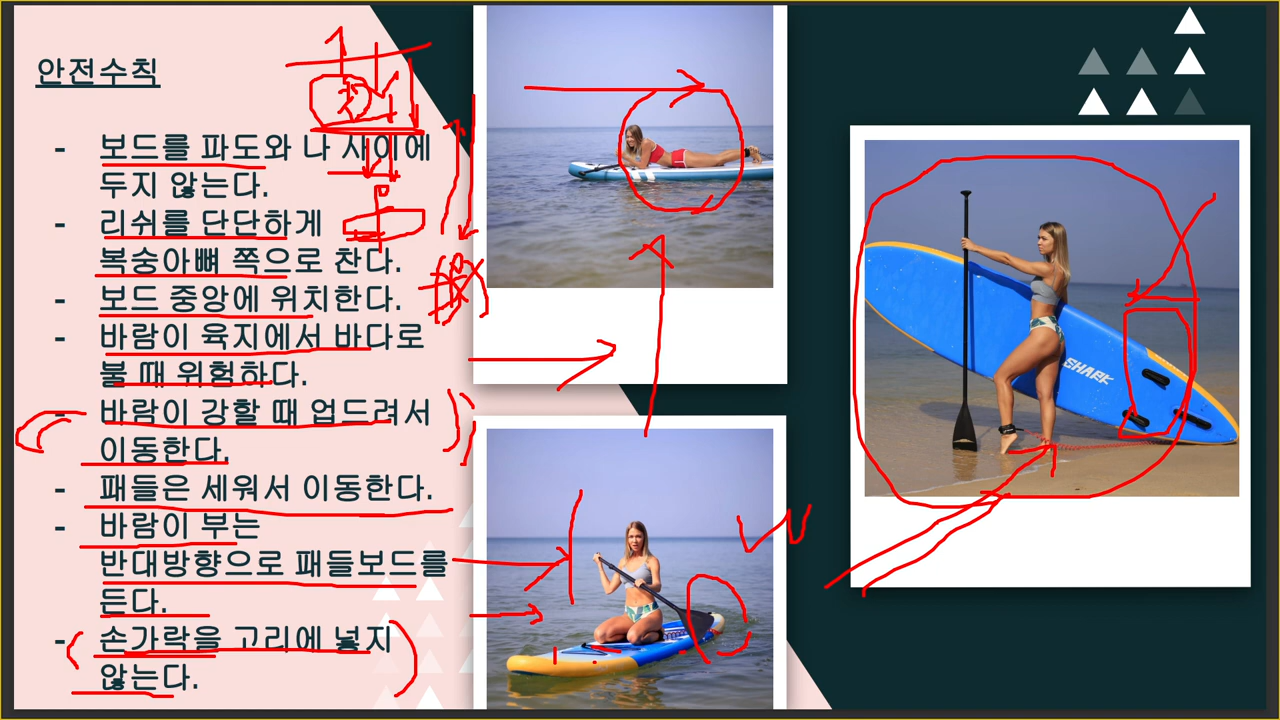 안전수칙
- 보드를 파도와 나 사이에
두지 않는다.
- 리쉬를 단단하게
복숭아뼈 쪽으로 찬다.
- 보드 중앙에 위치한다.
- 바람이 육지에서 바다로
불 때 위험하다.
- 바람이 강할 때 업드려서
이동한다.
- 패들은 세워서 이동한다.
- 바람이 부는
반대방향으로 패들보드를
든다.
- 손가락을 고리에 넣지
않는다.
SHARK